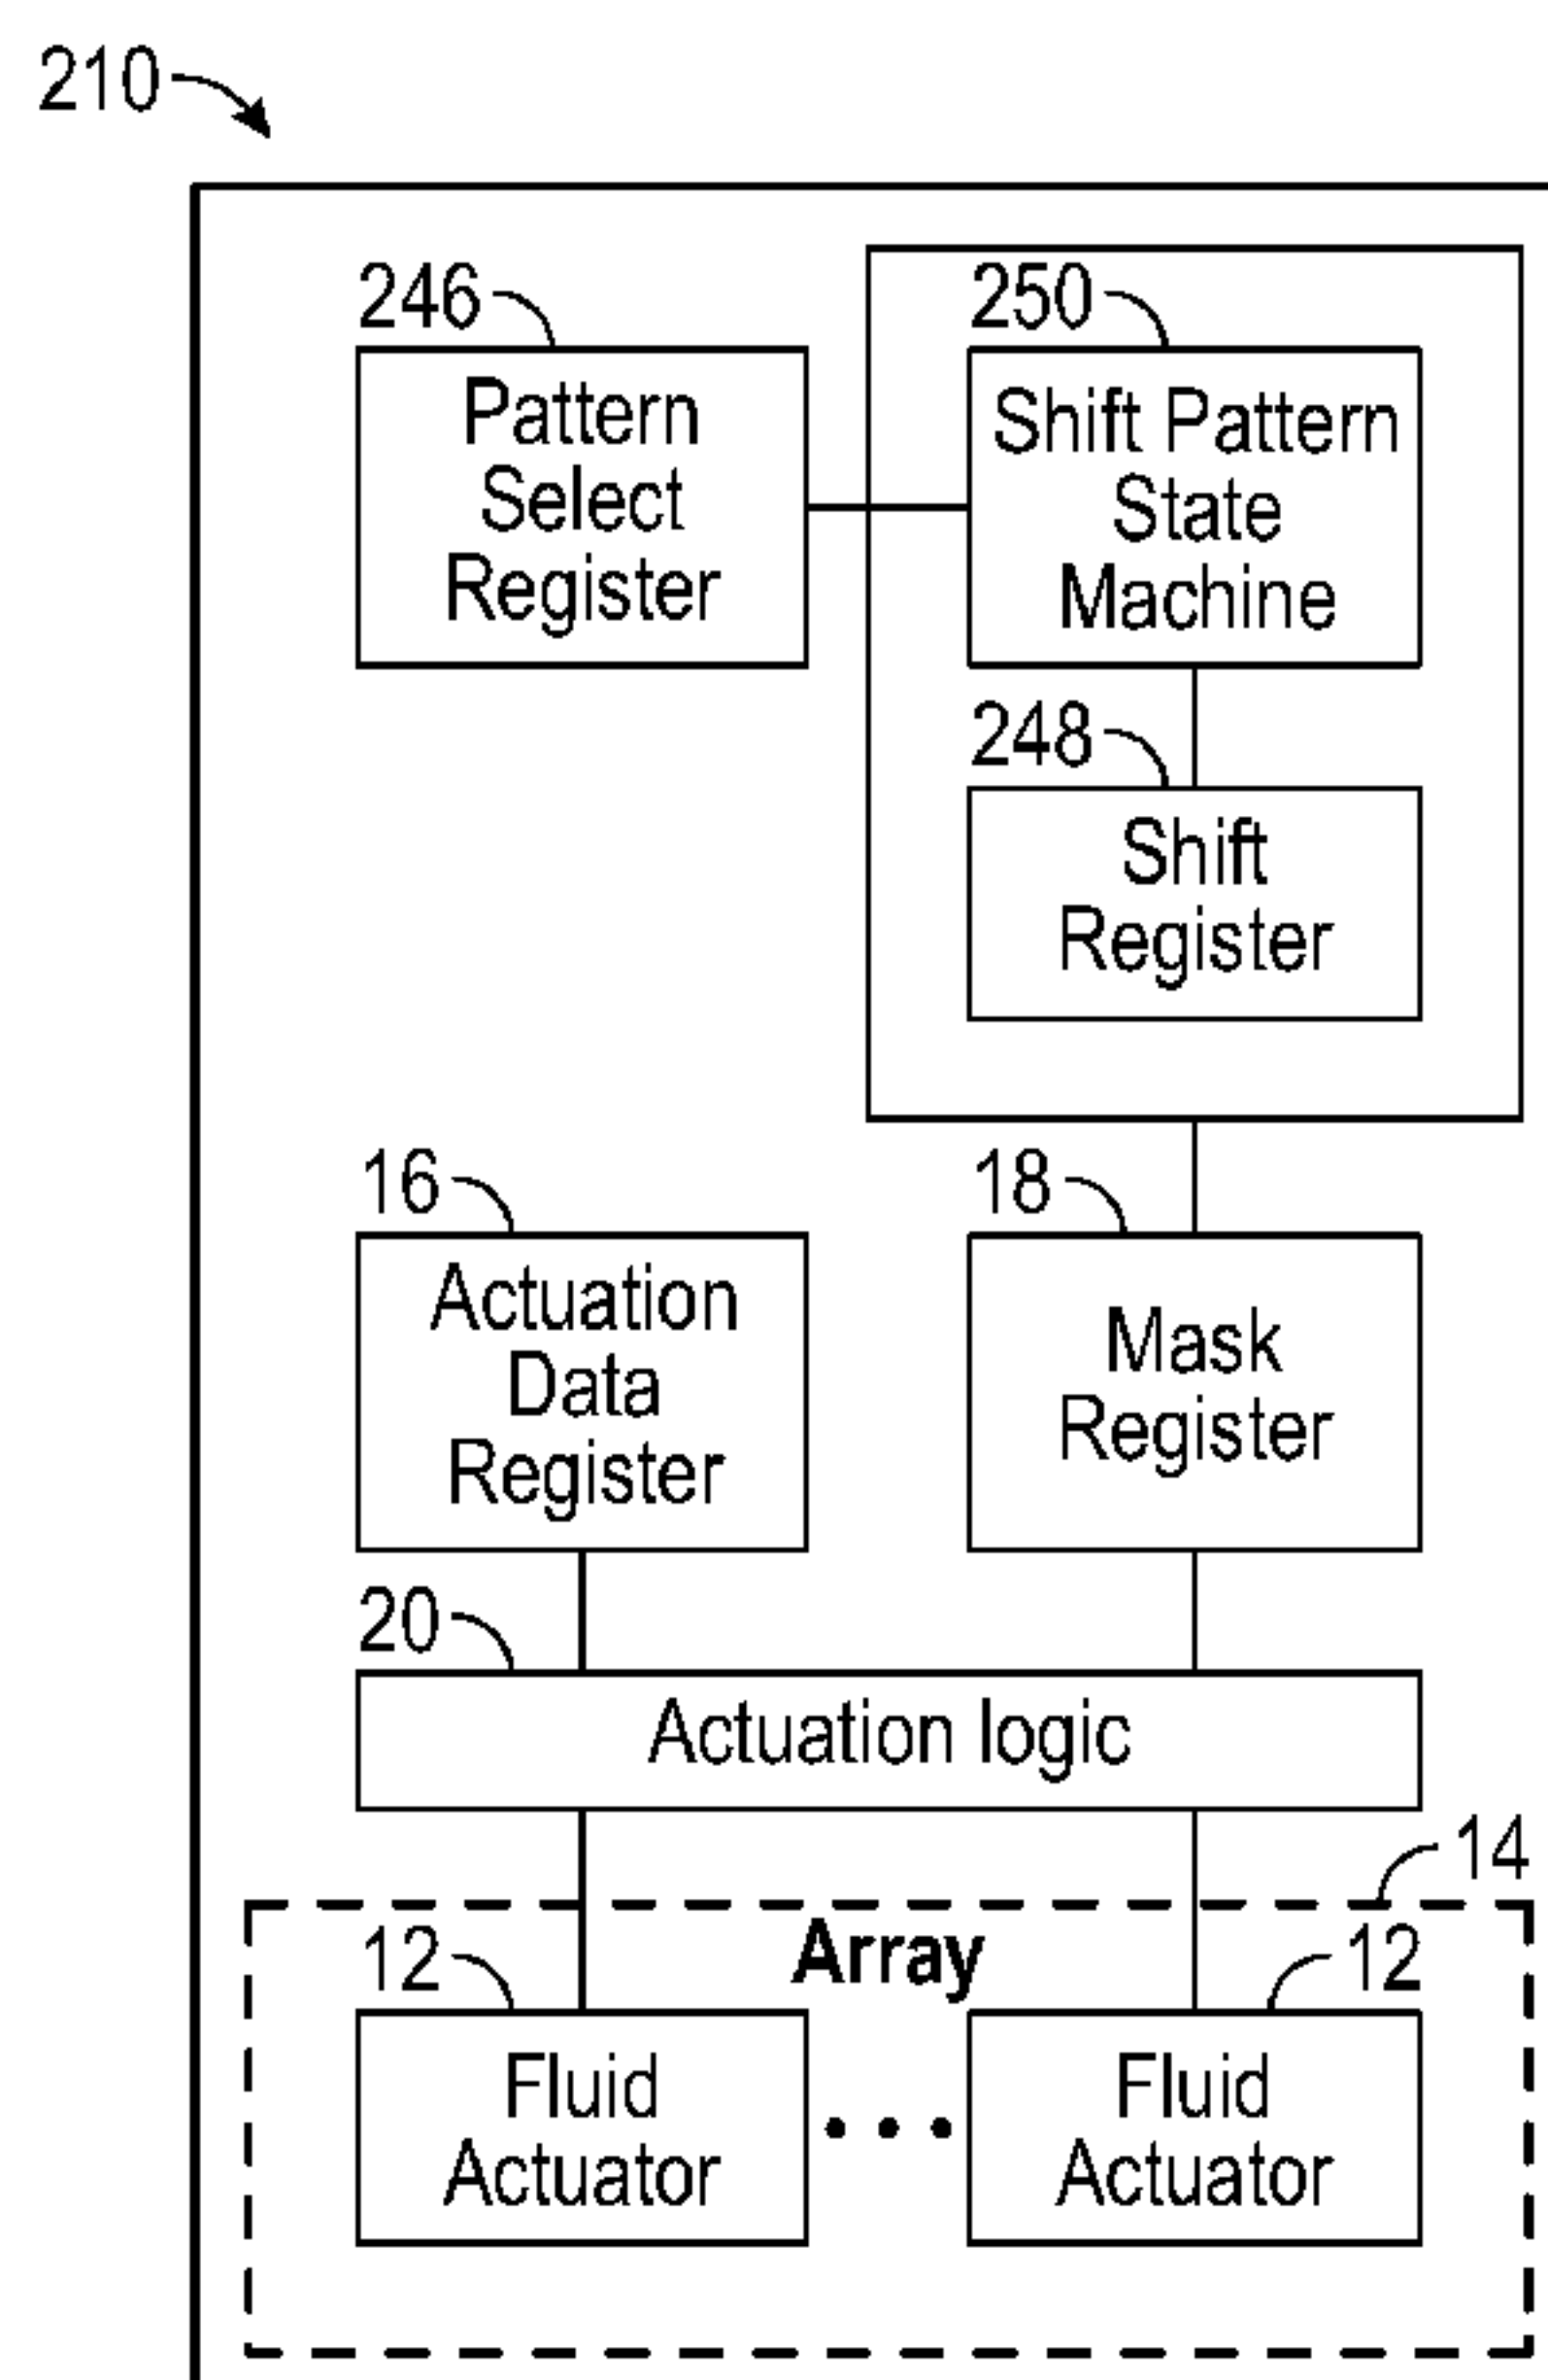 210
246
250
Pattern
Select
Register
Shift Pattern
State
Machine
248
Shift
Register
16
18
Actuation
Data
Register
Mask
Register
20
Actuation logic
14
Array
12
12
Fluid
Actuator
Fluid
Actuator